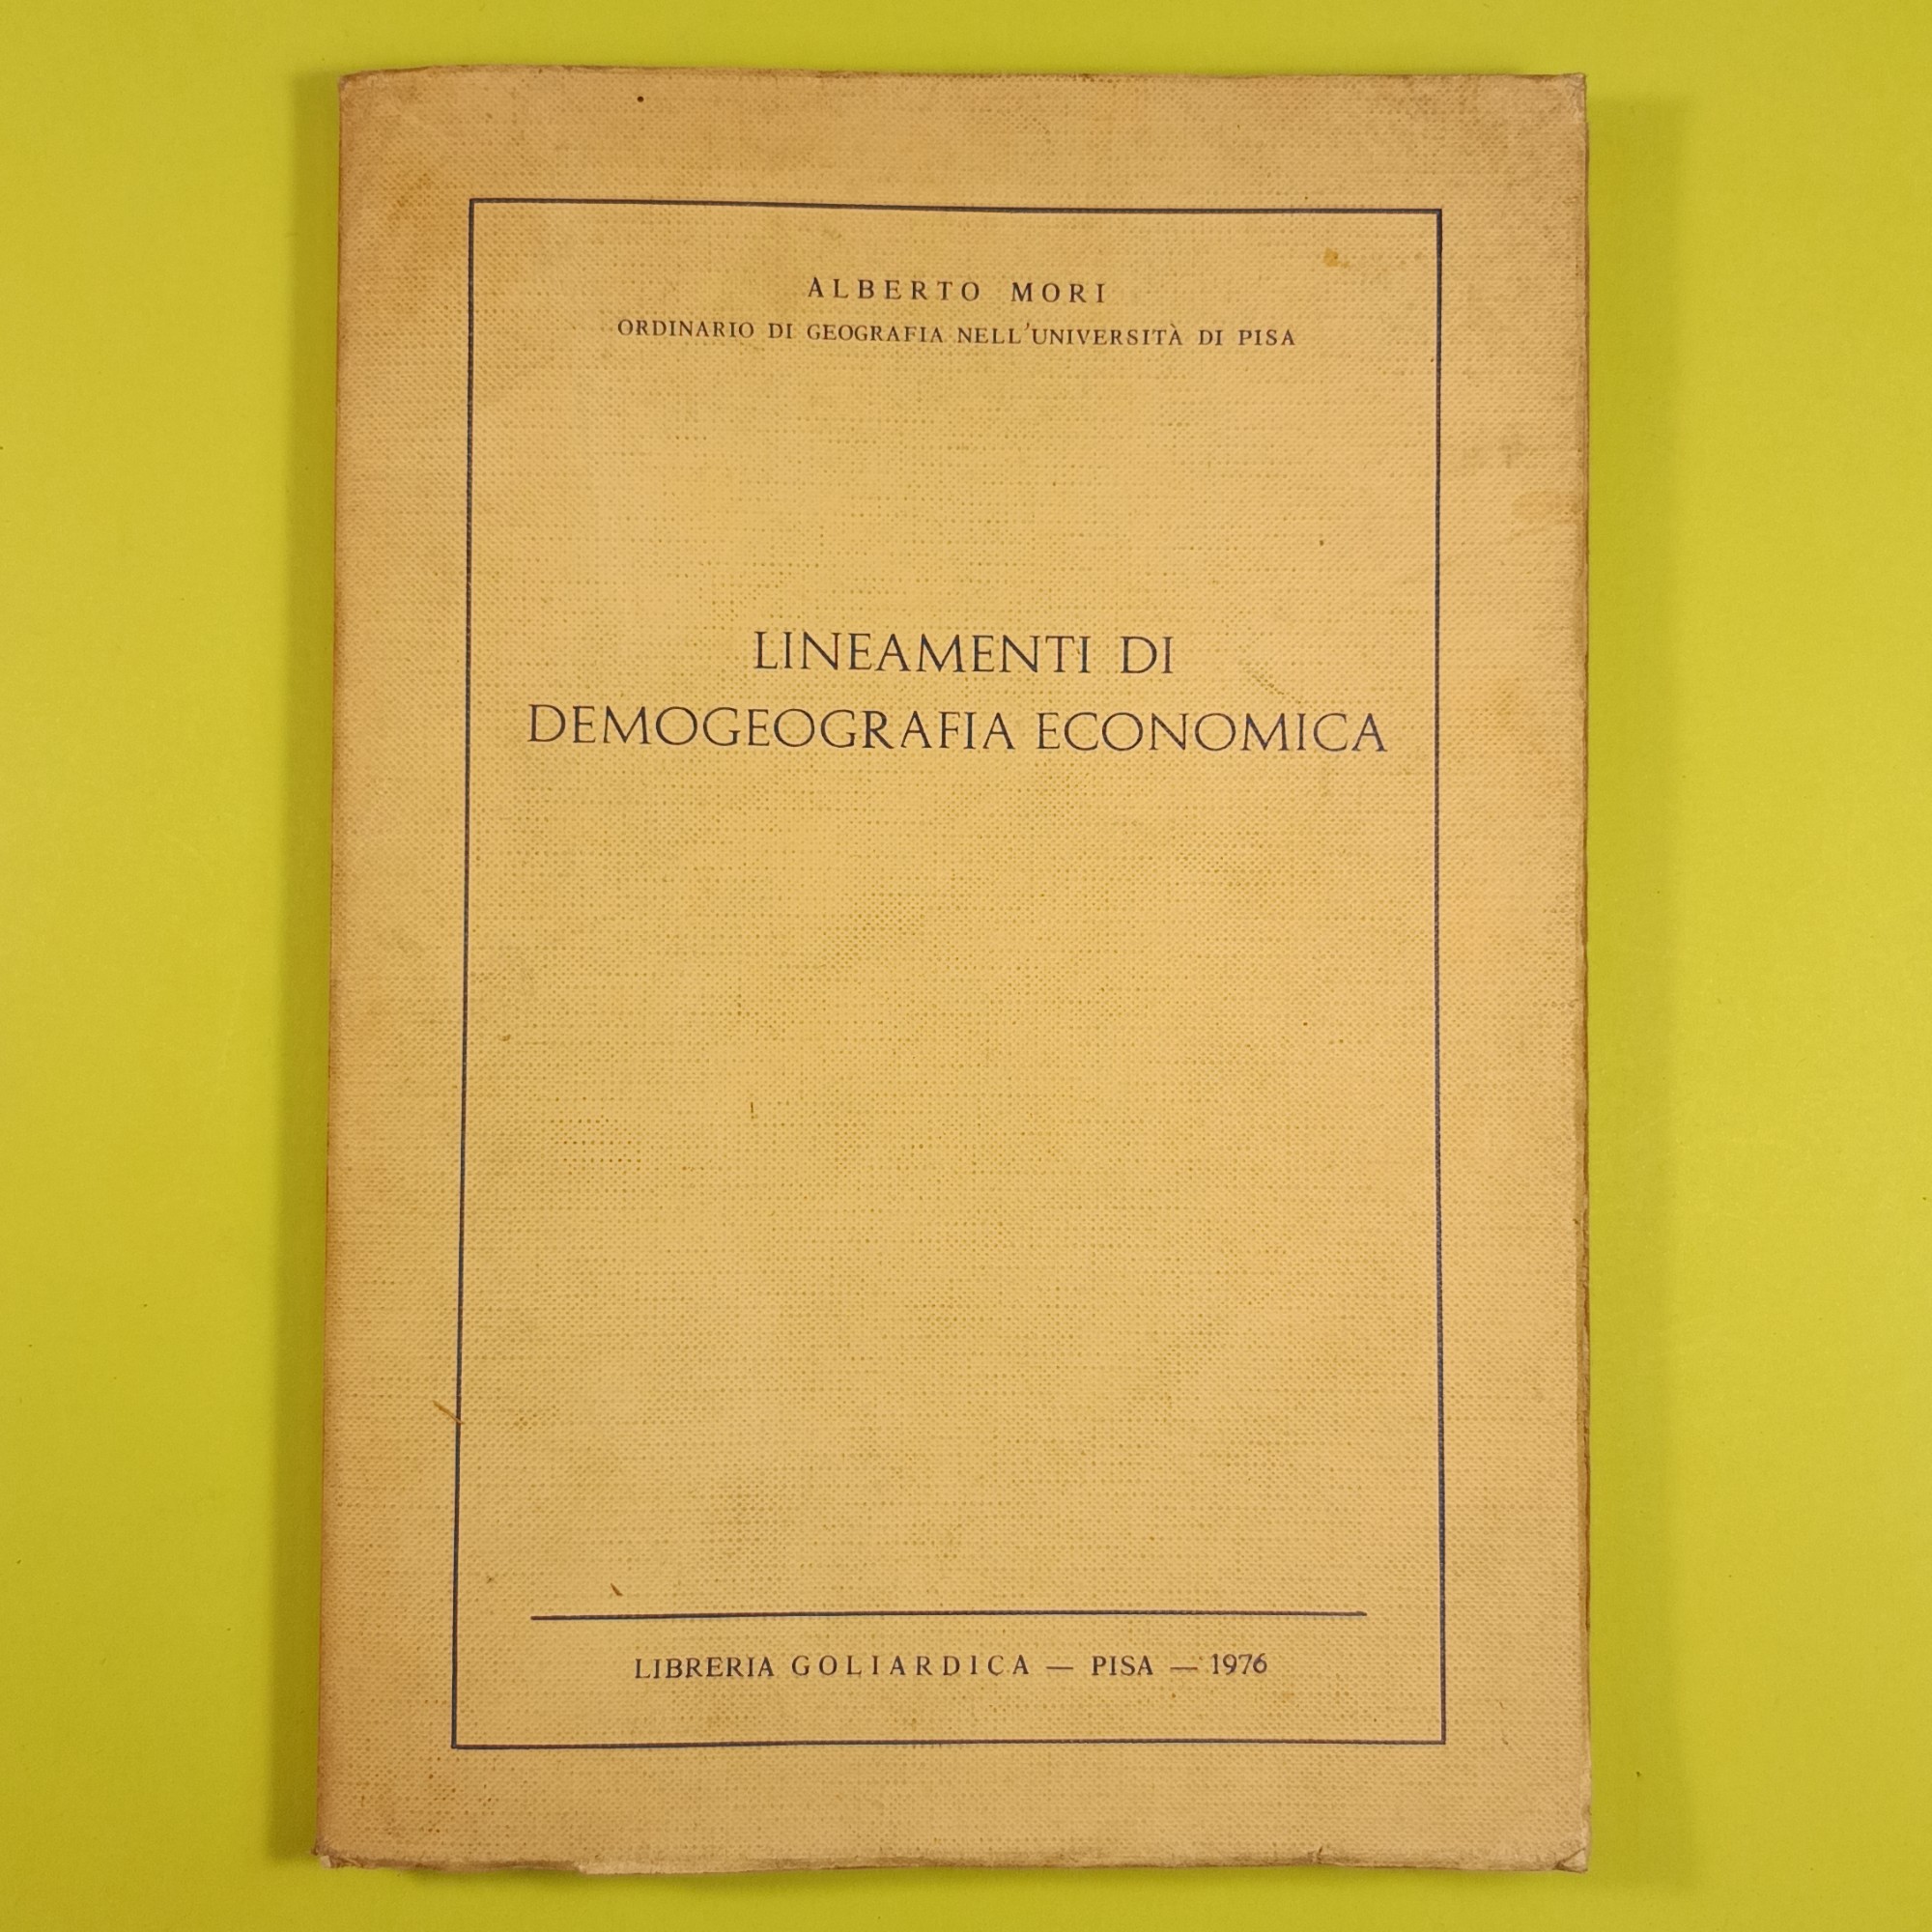 ALBERTO MORI
ORDINARIO DI GEOGRAFIA NELL'UNIVERSITÀ DI PISA
LINEAMENTI DI
DEMOGEOGRAFIA ECONOMICA
LIBRERIA GOLIARDICA — PISA — 1976